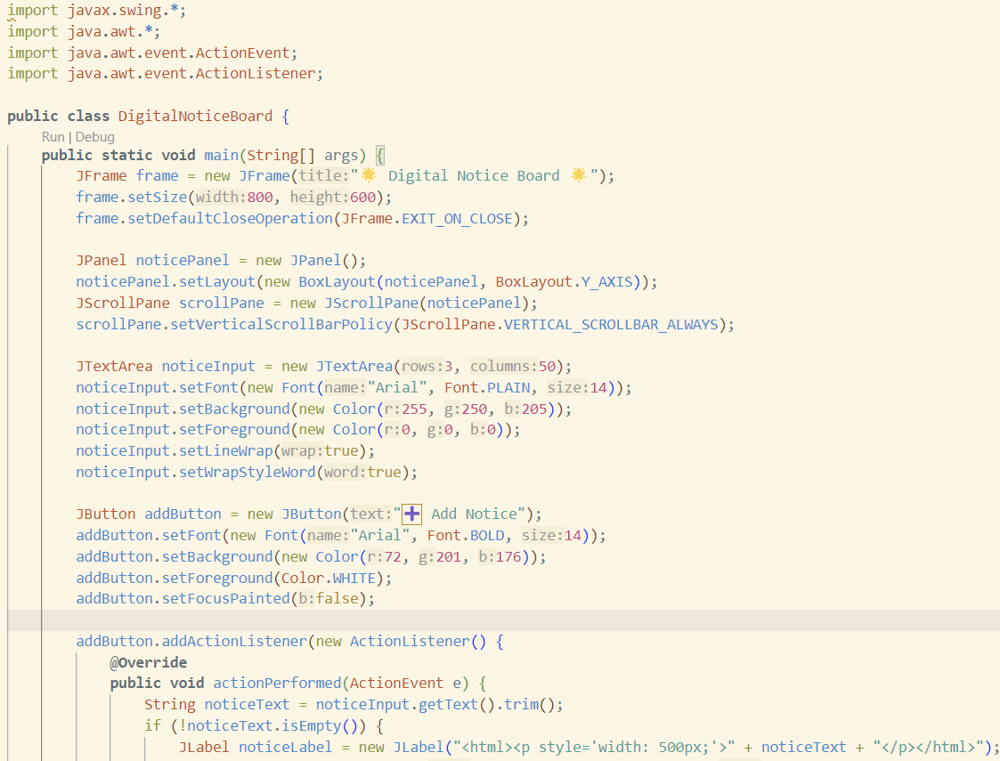 import javax.swing.*;
import java.awt.*;
import java.awt.event.ActionEvent;
import java.awt.event.ActionListener;
public class DigitalNoticeBoard {
Run | Debug
public static void main(String[] args) {
JFrame frame = new JFrame(title:"🌟 Digital Notice Board 🌟");
frame.setSize(width:800, height:600);
frame.setDefaultCloseOperation(JFrame.EXIT_ON_CLOSE);
JPanel noticePanel = new JPanel();
noticePanel.setLayout(new BoxLayout(noticePanel, BoxLayout.Y_AXIS));
JScrollPane scrollPane = new JScrollPane(noticePanel);
scrollPane.setVerticalScrollBarPolicy(JScrollPane.VERTICAL_SCROLLBAR_ALWAYS);
JTextArea noticeInput = new JTextArea(rows:3, columns:50);
noticeInput.setFont(new Font(name:"Arial", Font.PLAIN, size:14));
noticeInput.setBackground(new Color(r:255, g:250, b:205));
noticeInput.setForeground(new Color(r:0, g:0, b:0));
noticeInput.setLineWrap(wrap:true);
noticeInput.setWrapStyleWord(word:true);
JButton addButton = new JButton(text:"➕ Add Notice");
addButton.setFont(new Font(name:"Arial", Font.BOLD, size:14));
addButton.setBackground(new Color(r:72, g:201, b:176));
addButton.setForeground(Color.WHITE);
addButton.setFocusPainted(b:false);
addButton.addActionListener(new ActionListener() {
@Override
public void actionPerformed(ActionEvent e) {
String noticeText = noticeInput.getText().trim();
if (!noticeText.isEmpty()) {
JLabel noticeLabel = new JLabel("<html><p style='width: 500px;'>" + noticeText + "</p></html>");